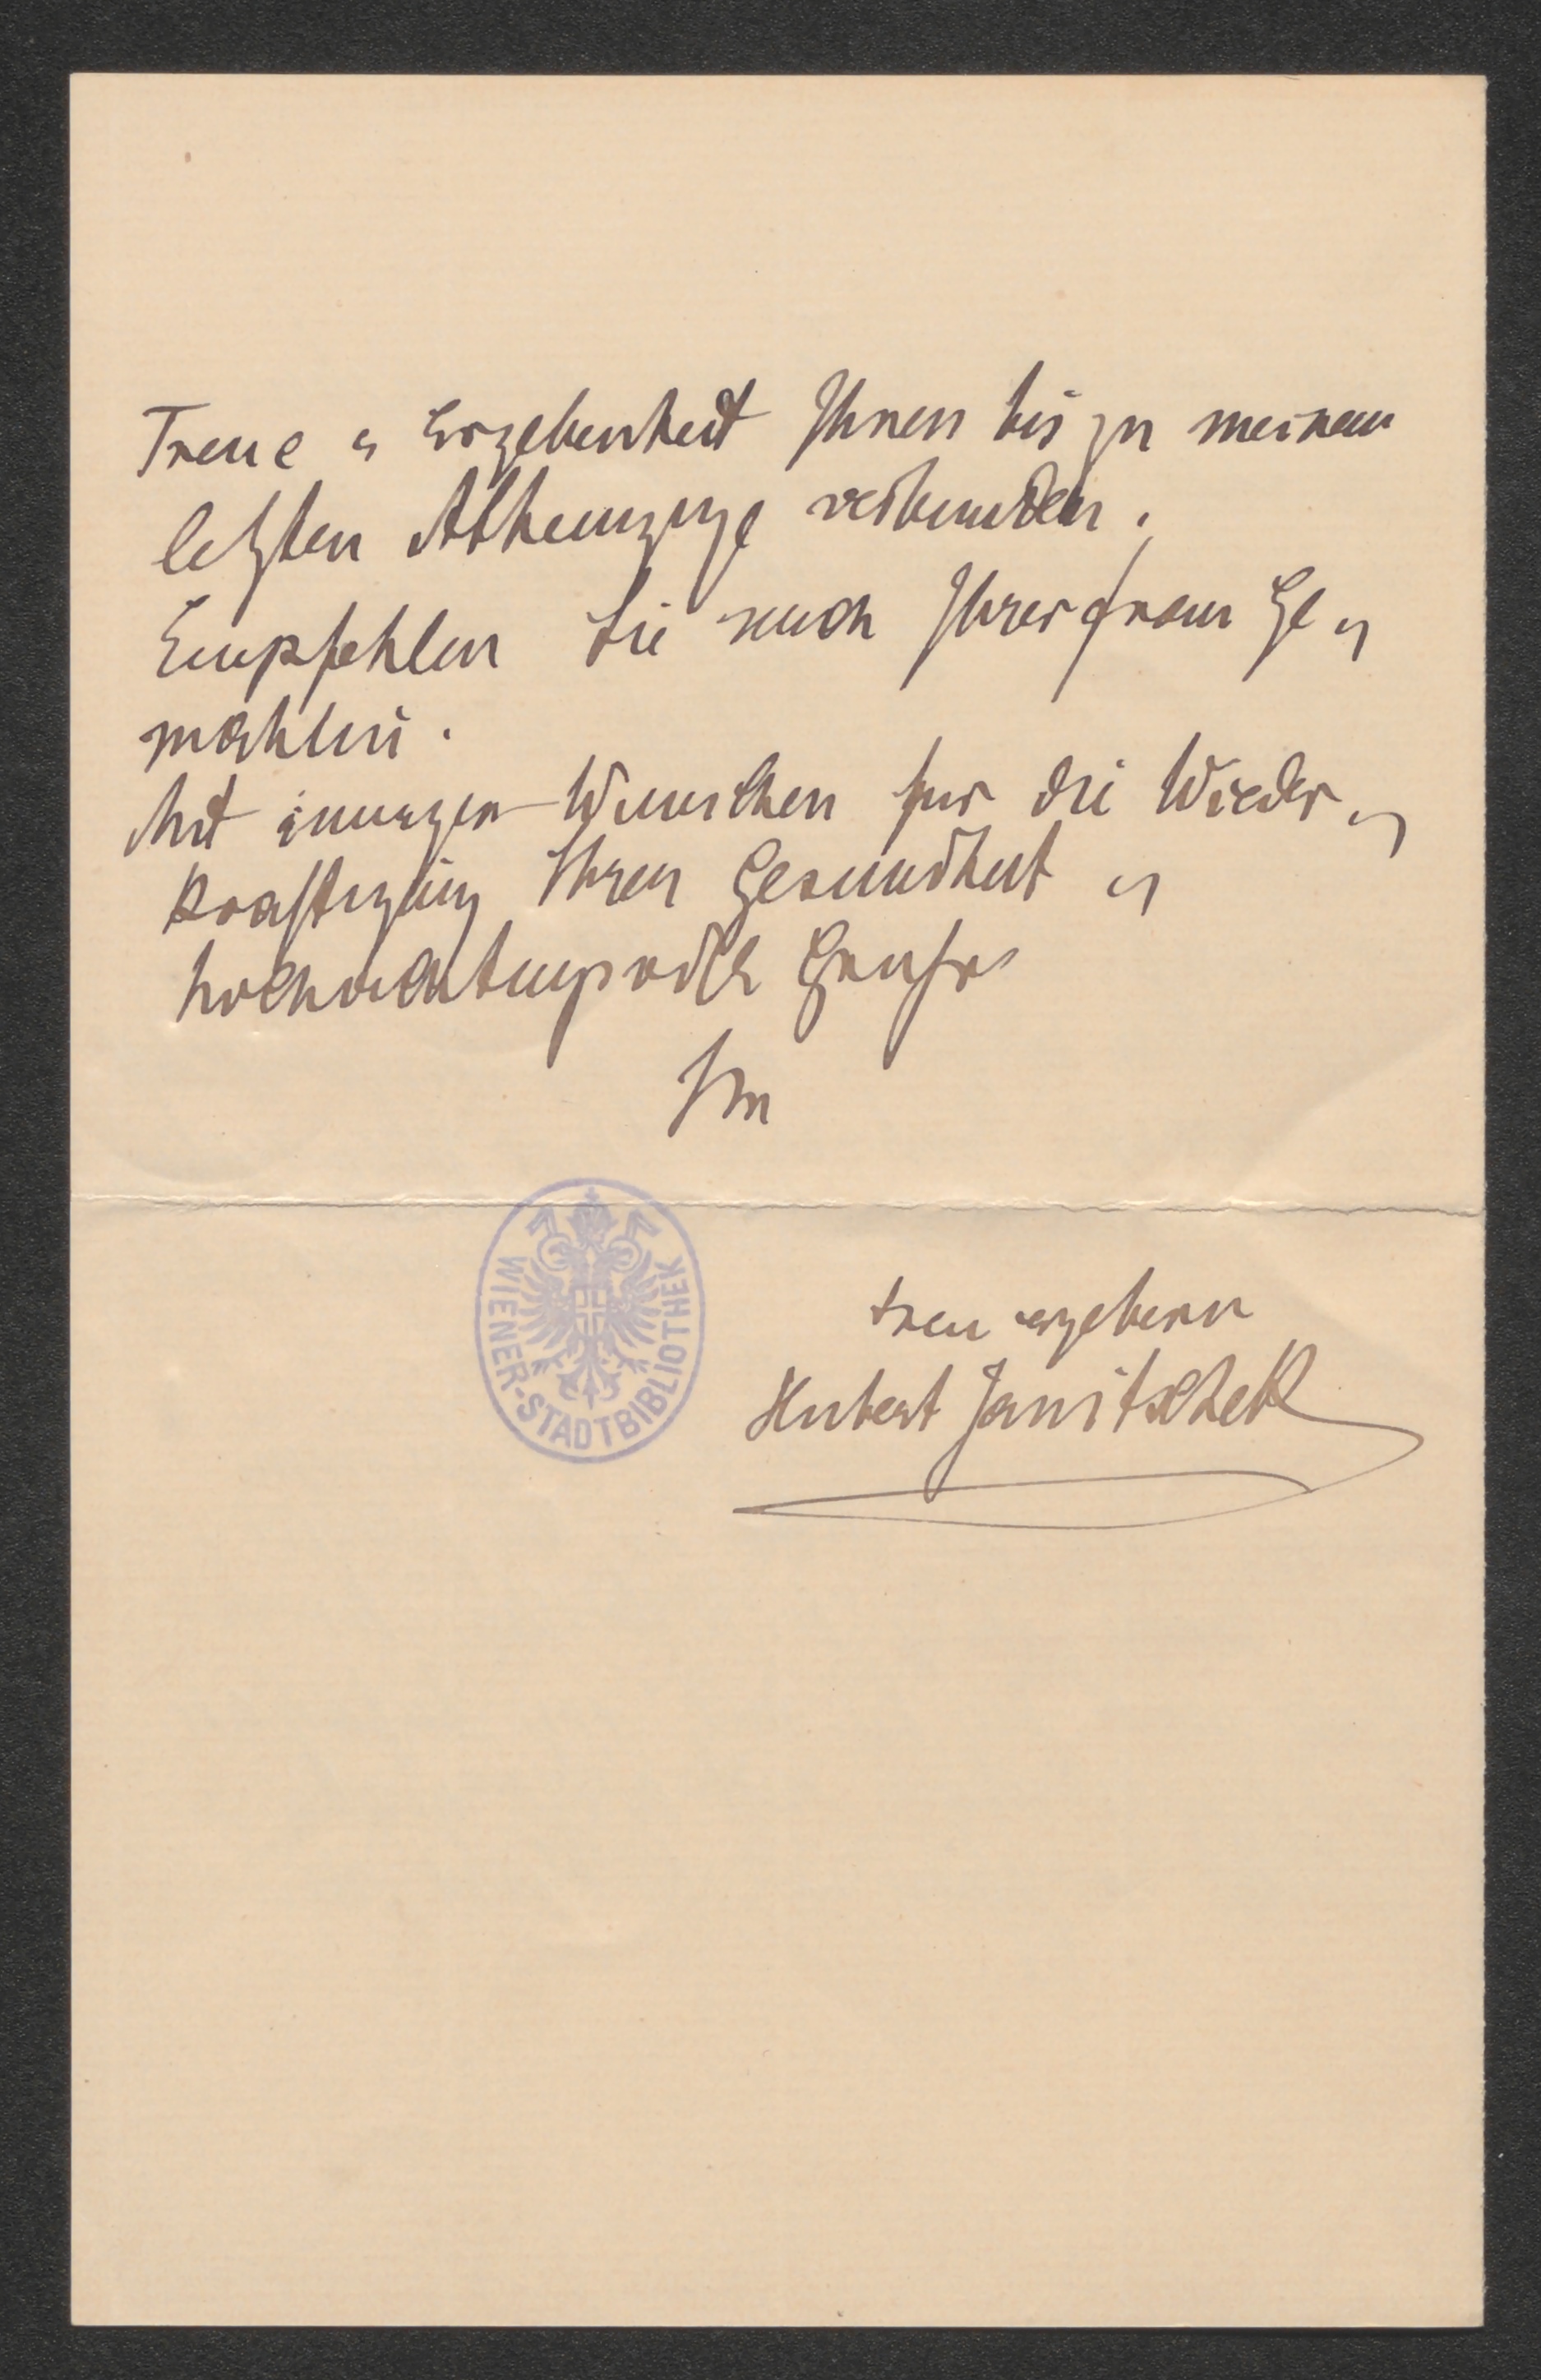 Treue u Ergebenheit Ihnen bis zu meinem
letzten Athemzuge verbunden.
Empfehlen Sie mich Ihrer Frau Ge-
mahlin.
Mit innigen Wünschen für die Wieder-
kraftigung Ihrer Gesundheit u
hochachtungsvolle Grüße
Ihr
treu ergebener
Hubert Janitschek
WIENER-STADTBIBLIOTHEK